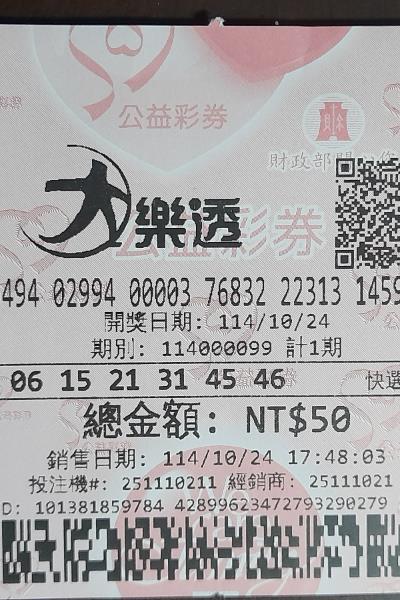 公益彩券
財政部
大樂透
公益彩券
494 02994 00003 76832 22313 1459
開獎日期: 114/10/24
期別: 114000099 計1期
06 15 21 31 45 46 快選
總金額: NT$50
銷售日期: 114/10/24 17:48:03
投注機#: 251110211 經銷商: 25111021
D: 101381859784 42899623472793290279